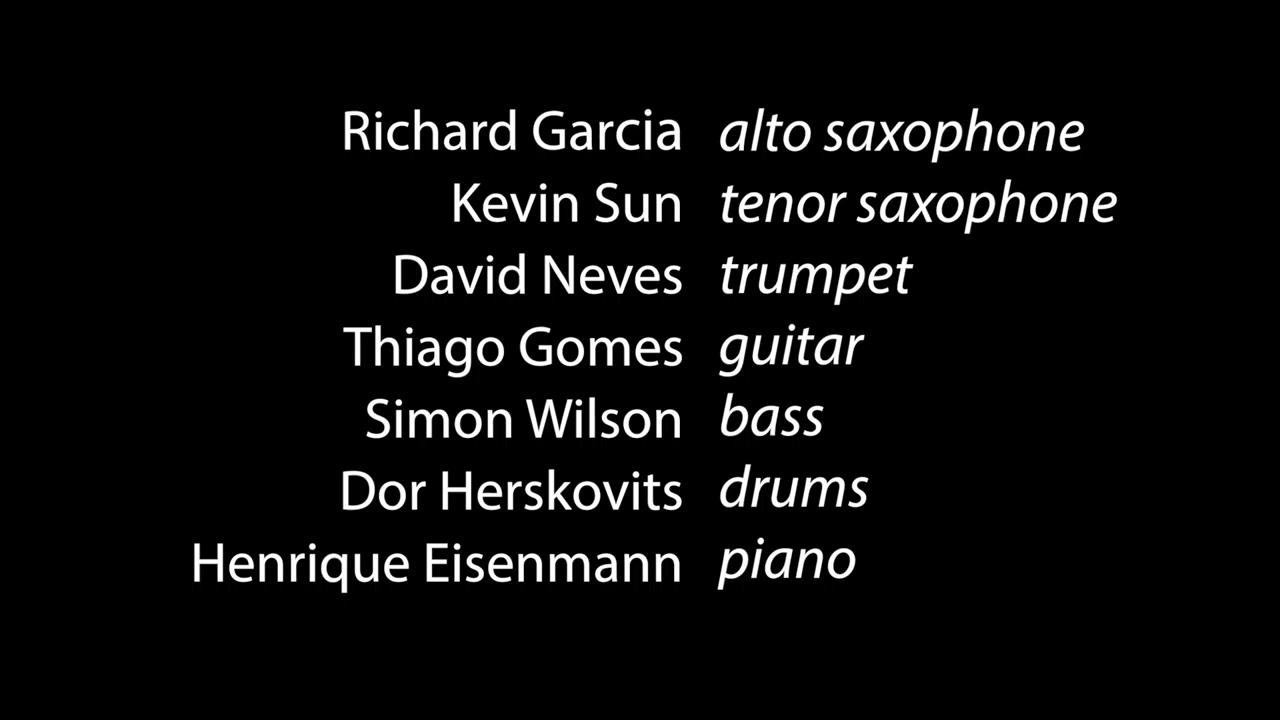 Richard Garcia alto saxophone
Kevin Sun tenor saxophone
David Neves trumpet
Thiago Gomes guitar
Simon Wilson bass
Dor Herskovits drums
Henrique Eisenmann piano